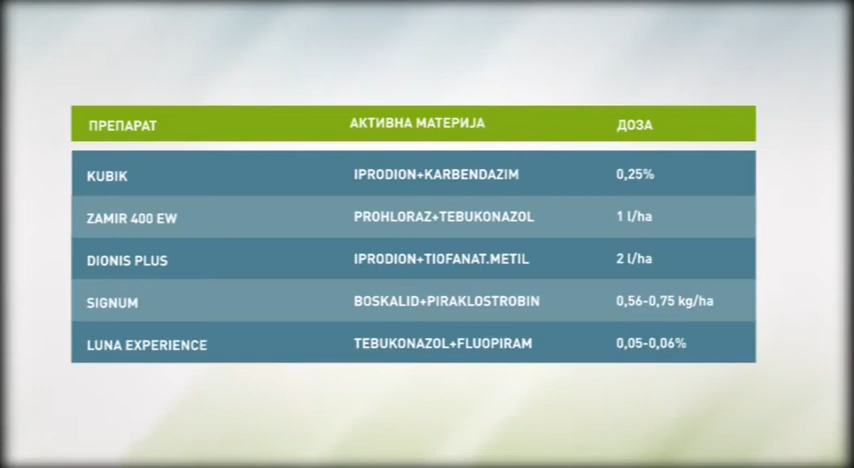 ПРЕПАРАТ АКТИВНА МАТЕРИЈА ДОЗА
KUBIK IPRODION+KARBENDAZIM 0,25%
ZAMIR 400 EW PROHLORAZ+TEBUKONAZOL 1 l/ha
DIONIS PLUS IPRODION+TIOFANAT.METIL 2 l/ha
SIGNUM BOSKALID+PIRAKLOSTROBIN 0,56-0,75 kg/ha
LUNA EXPERIENCE TEBUKONAZOL+FLUOPIRAM 0,05-0,06%